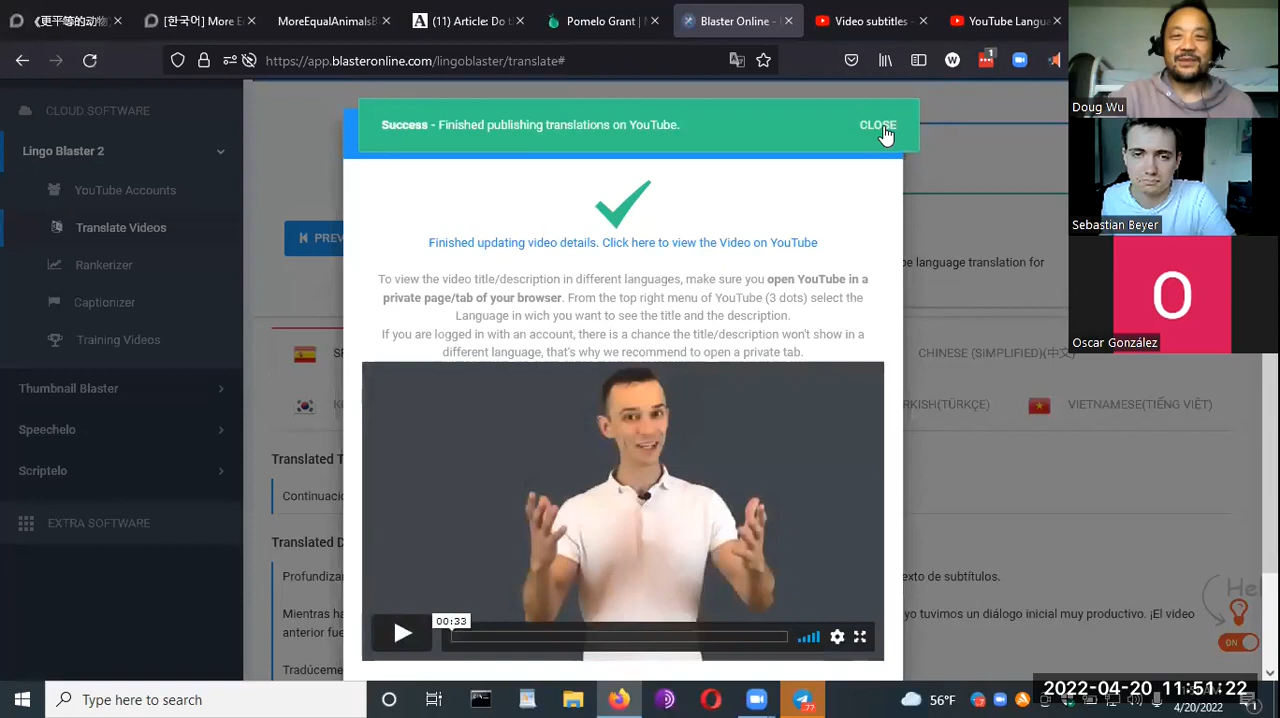 《更平等的动物
[한국어] More E
MoreEqualAnimalsB
(11) Article: Do t
Pomelo Grant |
Blaster Online -
Video subtitles -
YouTube Langua
https://app.blasteronline.com/lingoblaster/translate#
1
CLOUD SOFTWARE
Lingo Blaster 2
YouTube Accounts
Translate Videos
Rankerizer
Captionizer
Training Videos
Thumbnail Blaster
Speechelo
Scriptelo
EXTRA SOFTWARE
Success - Finished publishing translations on YouTube.
CLOSE
PREV
Finished updating video details. Click here to view the Video on YouTube
To view the video title/description in different languages, make sure you open YouTube in a
private page/tab of your browser. From the top right menu of YouTube (3 dots) select the
Language in wich you want to see the title and the description.
If you are logged in with an account, there is a chance the title/description won't show in a
different language, that's why we recommend to open a private tab.
00:33
language translation for
CHINESE (SIMPLIFIED)(中文)
VIETNAMESE(TIẾNG VIỆT)
RKISH(TÜRKÇE)
Translated T
Continuació
Translated D
Profundizar
exto de subtítulos.
Mientras ha
yo tuvimos un diálogo inicial muy productivo. ¡El video
anterior fue
Tradúceme
Hel
ON
Doug Wu
Sebastian Beyer
O
Oscar González
Type here to search
77
56°F
2022-04-20 11:51:22
4/20/2022